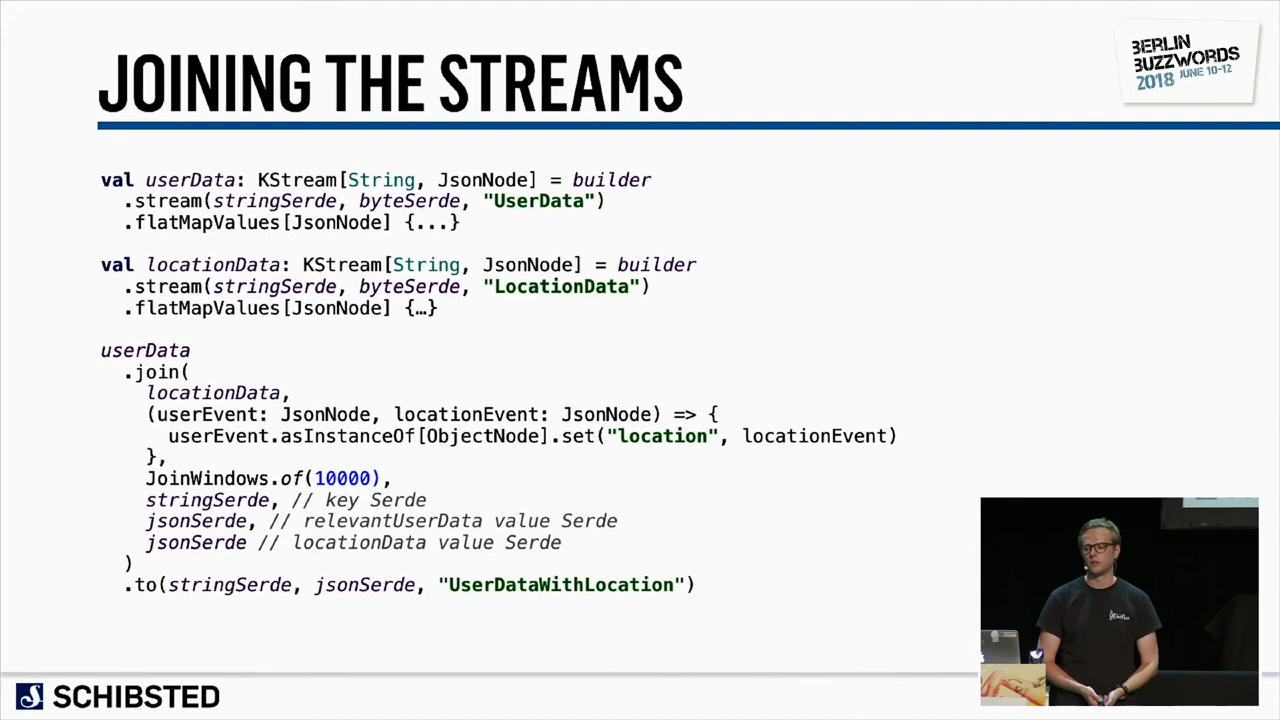 JOINING THE STREAMS
BERLIN
BUZZWORDS
2018 JUNE 10-12
val userData: KStream[String, JsonNode] = builder
.stream(stringSerde, byteSerde, "UserData")
.flatMapValues[JsonNode] {...}
val locationData: KStream[String, JsonNode] = builder
.stream(stringSerde, byteSerde, "LocationData")
.flatMapValues[JsonNode] {…}
userData
.join(
locationData,
(userEvent: JsonNode, locationEvent: JsonNode) => {
userEvent.asInstanceOf[ObjectNode].set("location", locationEvent)
},
JoinWindows.of(10000),
stringSerde, // key Serde
jsonSerde, // relevantUserData value Serde
jsonSerde // locationData value Serde
)
.to(stringSerde, jsonSerde, "UserDataWithLocation")
SCHIBSTED